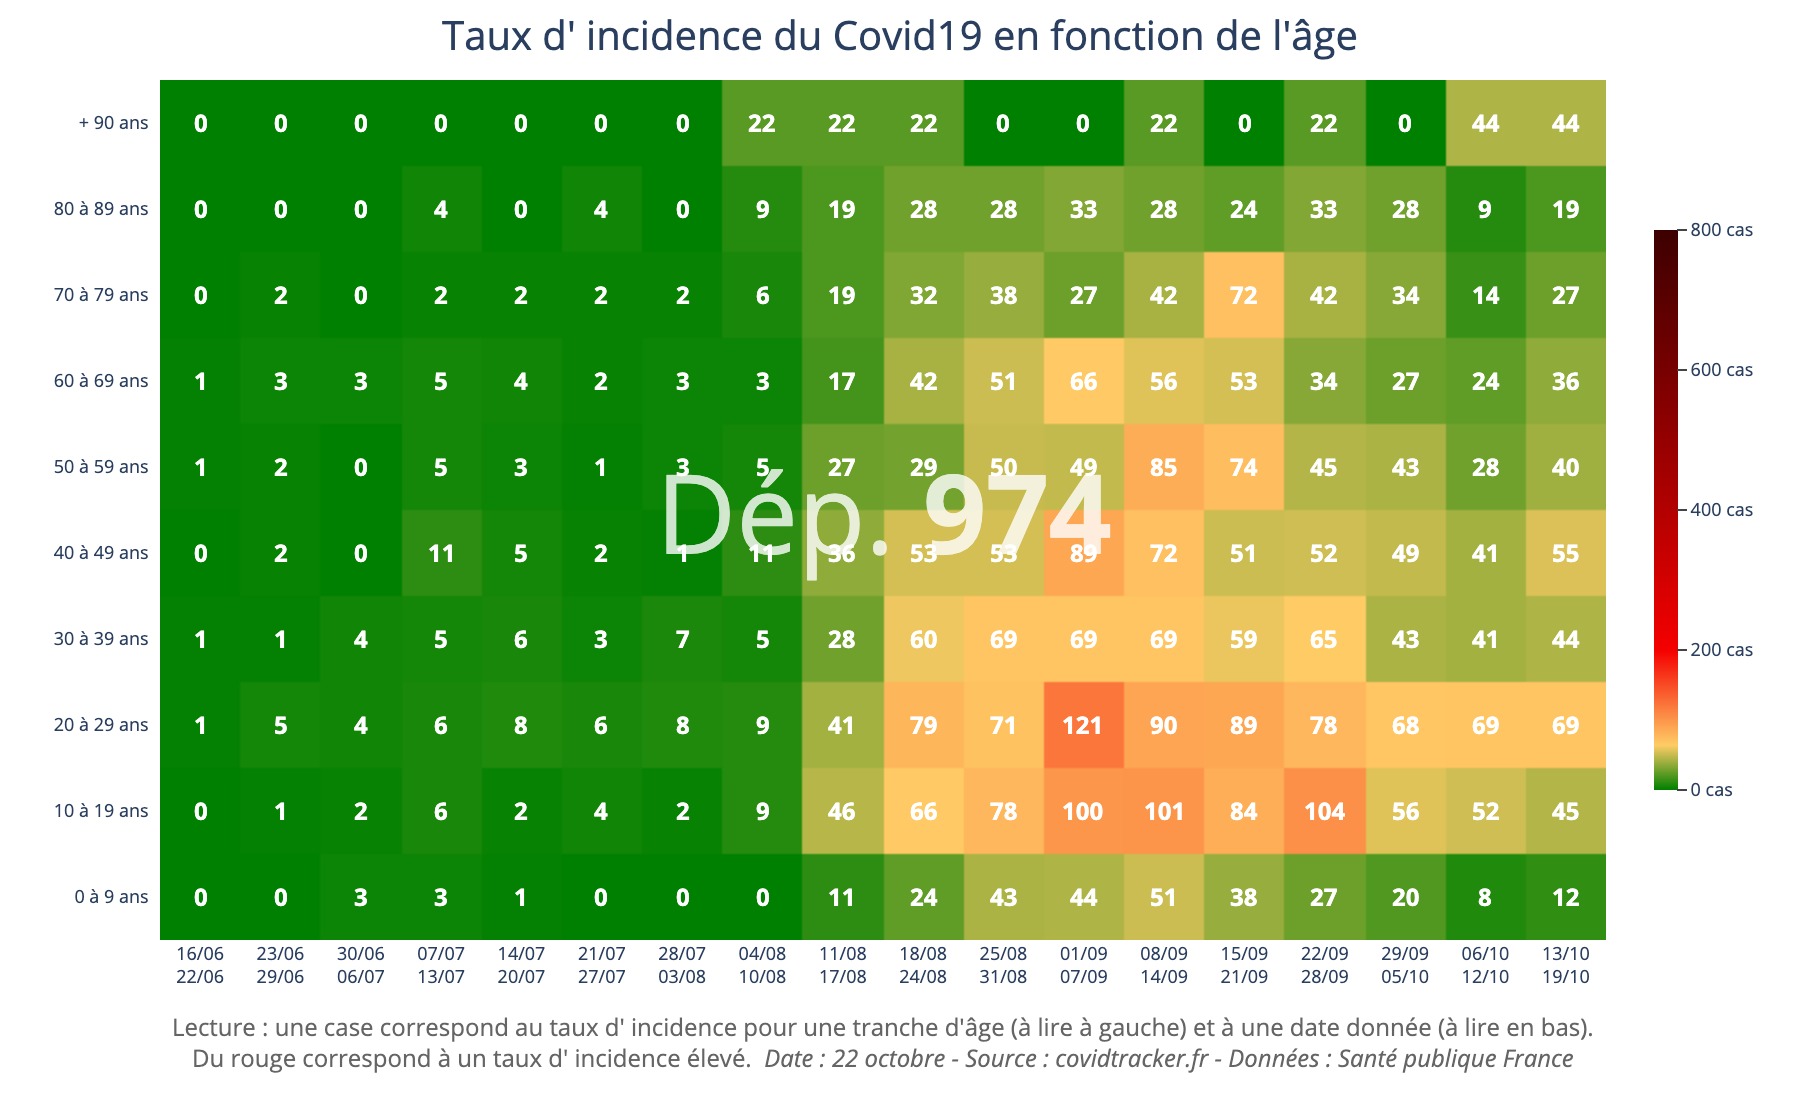 Taux d' incidence du Covid19 en fonction de l'âge
+ 90 ans 0 0 0 0 0 0 0 22 22 22 0 0 22 0 22 0 44 44
80 à 89 ans 0 0 0 4 0 4 0 9 19 28 28 33 28 24 33 28 9 19
70 à 79 ans 0 2 0 2 2 2 2 6 19 32 38 27 42 72 42 34 14 27
60 à 69 ans 1 3 3 5 4 2 3 3 17 42 51 66 56 53 34 27 24 36
50 à 59 ans 1 2 0 5 3 1 3 5 27 29 50 49 85 74 45 43 28 40
Dép. 974
40 à 49 ans 0 2 0 11 5 2 1 11 36 53 53 89 72 51 52 49 41 55
30 à 39 ans 1 1 4 5 6 3 7 5 28 60 69 69 69 59 65 43 41 44
20 à 29 ans 1 5 4 6 8 6 8 9 41 79 71 121 90 89 78 68 69 69
10 à 19 ans 0 1 2 6 2 4 2 9 46 66 78 100 101 84 104 56 52 45
0 à 9 ans 0 0 3 3 1 0 0 0 11 24 43 44 51 38 27 20 8 12
16/06 23/06 30/06 07/07 14/07 21/07 28/07 04/08 11/08 18/08 25/08 01/09 08/09 15/09 22/09 29/09 06/10 13/10
22/06 29/06 06/07 13/07 20/07 27/07 03/08 10/08 17/08 24/08 31/08 07/09 14/09 21/09 28/09 05/10 12/10 19/10
800 cas
600 cas
400 cas
200 cas
0 cas
Lecture : une case correspond au taux d' incidence pour une tranche d'âge (à lire à gauche) et à une date donnée (à lire en bas).
Du rouge correspond à un taux d' incidence élevé. Date : 22 octobre - Source : covidtracker.fr - Données : Santé publique France